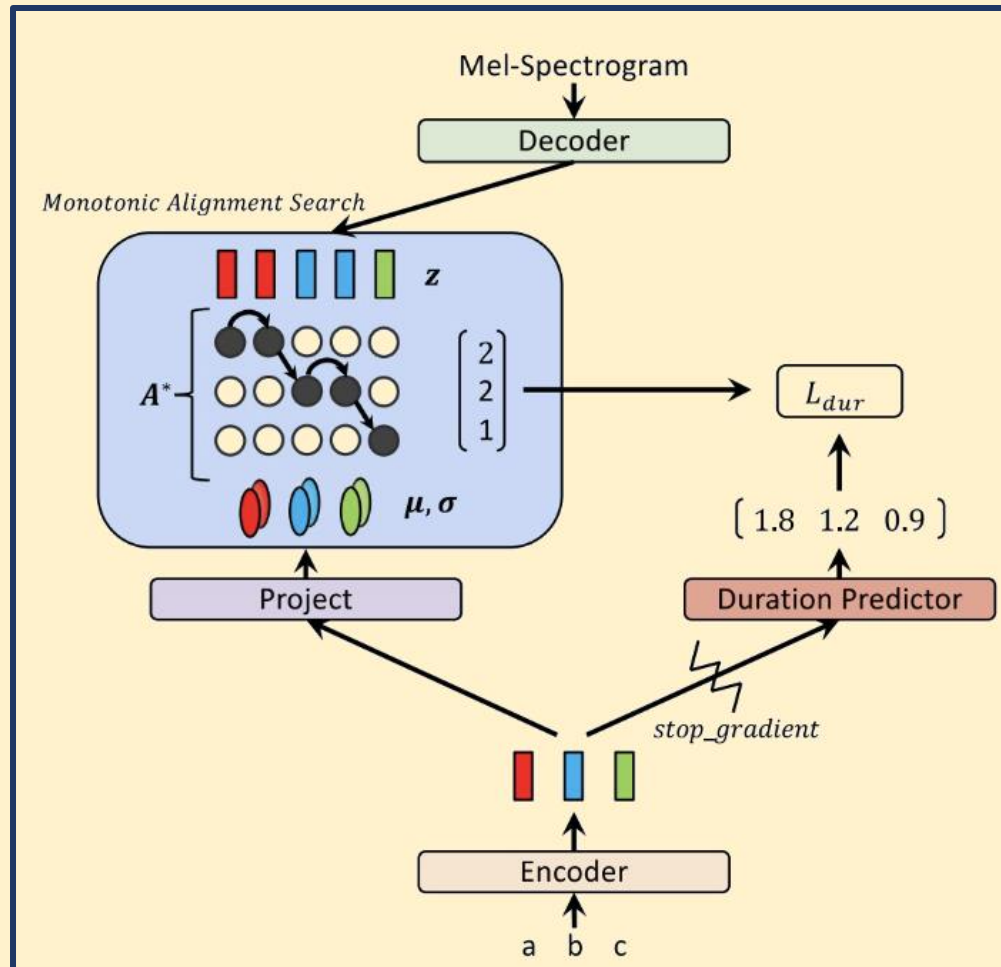 Mel-Spectrogram
Decoder
Monotonic Alignment Search
z
A*
2
2
1
L_dur
μ, σ
1.8 1.2 0.9
Project
Duration Predictor
stop_gradient
Encoder
a b c